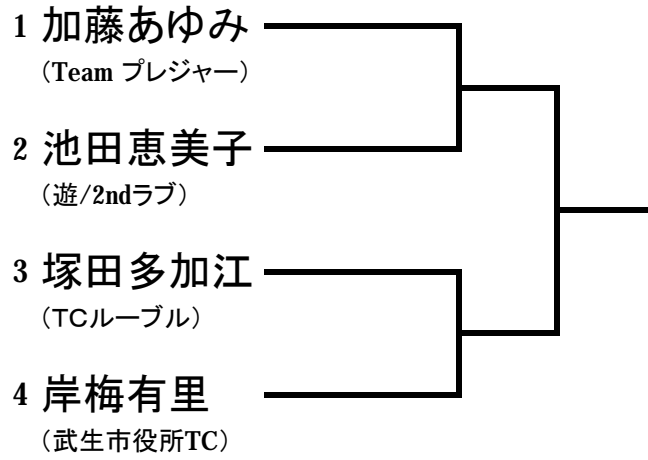 1 加藤あゆみ
（Team プレジャー）
2 池田恵美子
（遊/2ndラブ）
3 塚田多加江
（TCルーブル）
4 岸梅有里
（武生市役所TC）